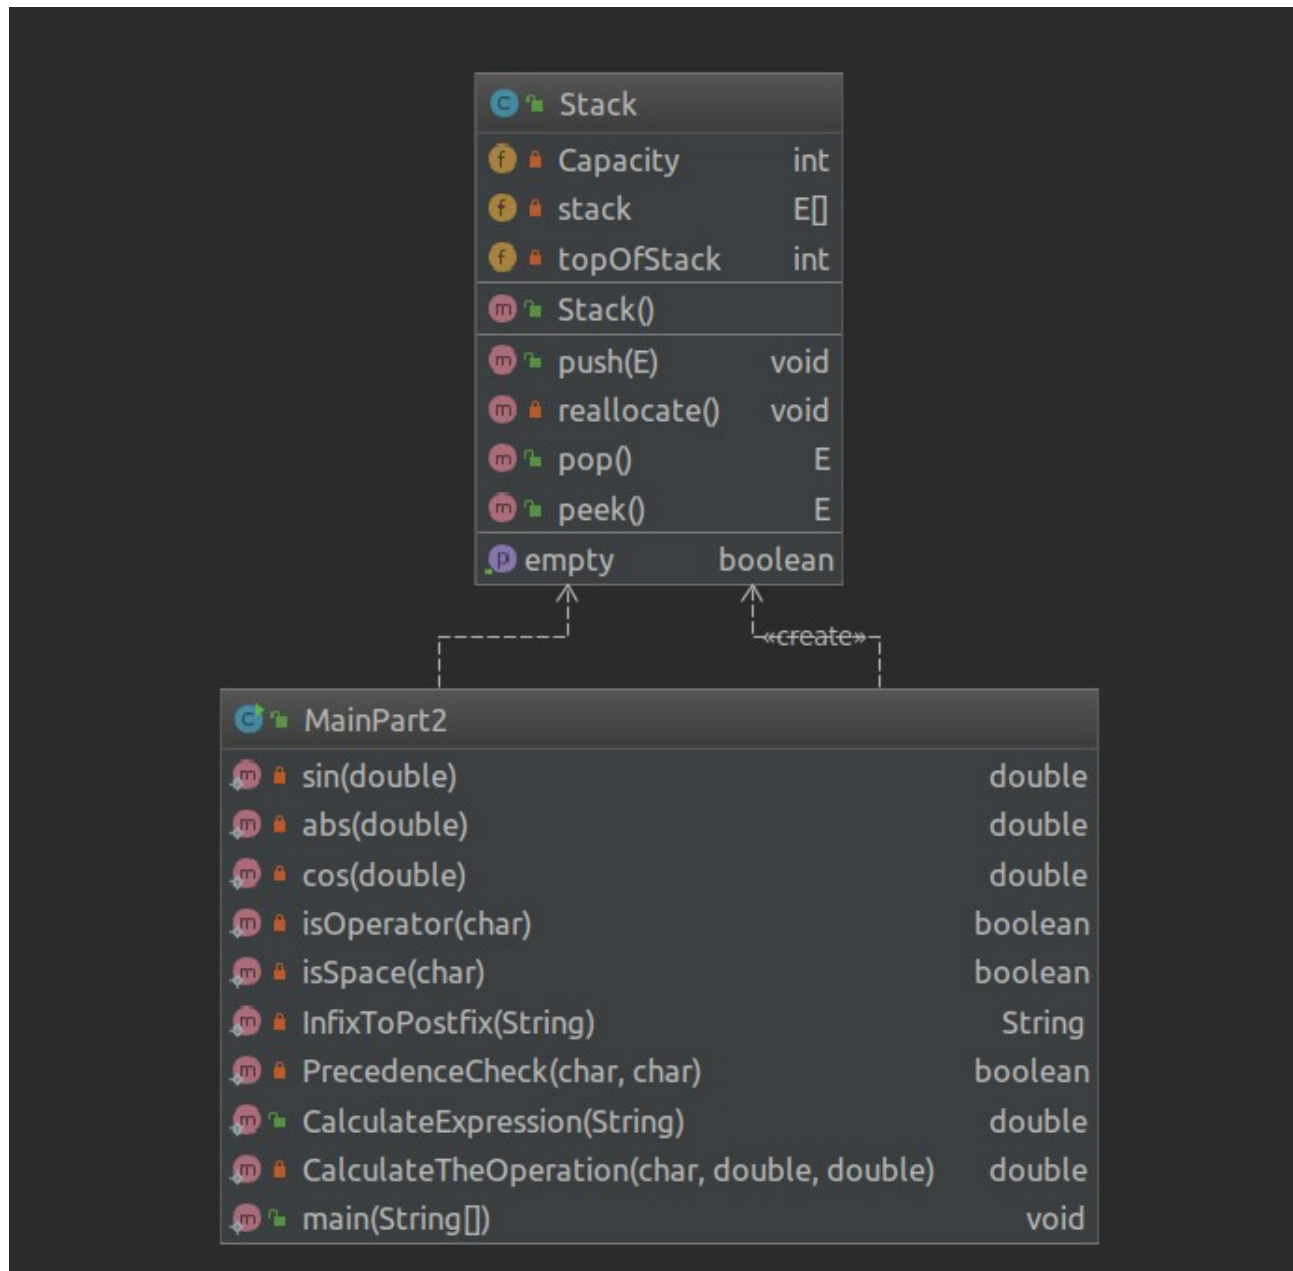 C Stack
f Capacity int
f stack E[]
f topOfStack int
m Stack()
m push(E) void
m reallocate() void
m pop() E
m peek() E
p empty boolean
«create»
C MainPart2
m sin(double) double
m abs(double) double
m cos(double) double
m isOperator(char) boolean
m isSpace(char) boolean
m InfixToPostfix(String) String
m PrecedenceCheck(char, char) boolean
m CalculateExpression(String) double
m CalculateTheOperation(char, double, double) double
m main(String[]) void